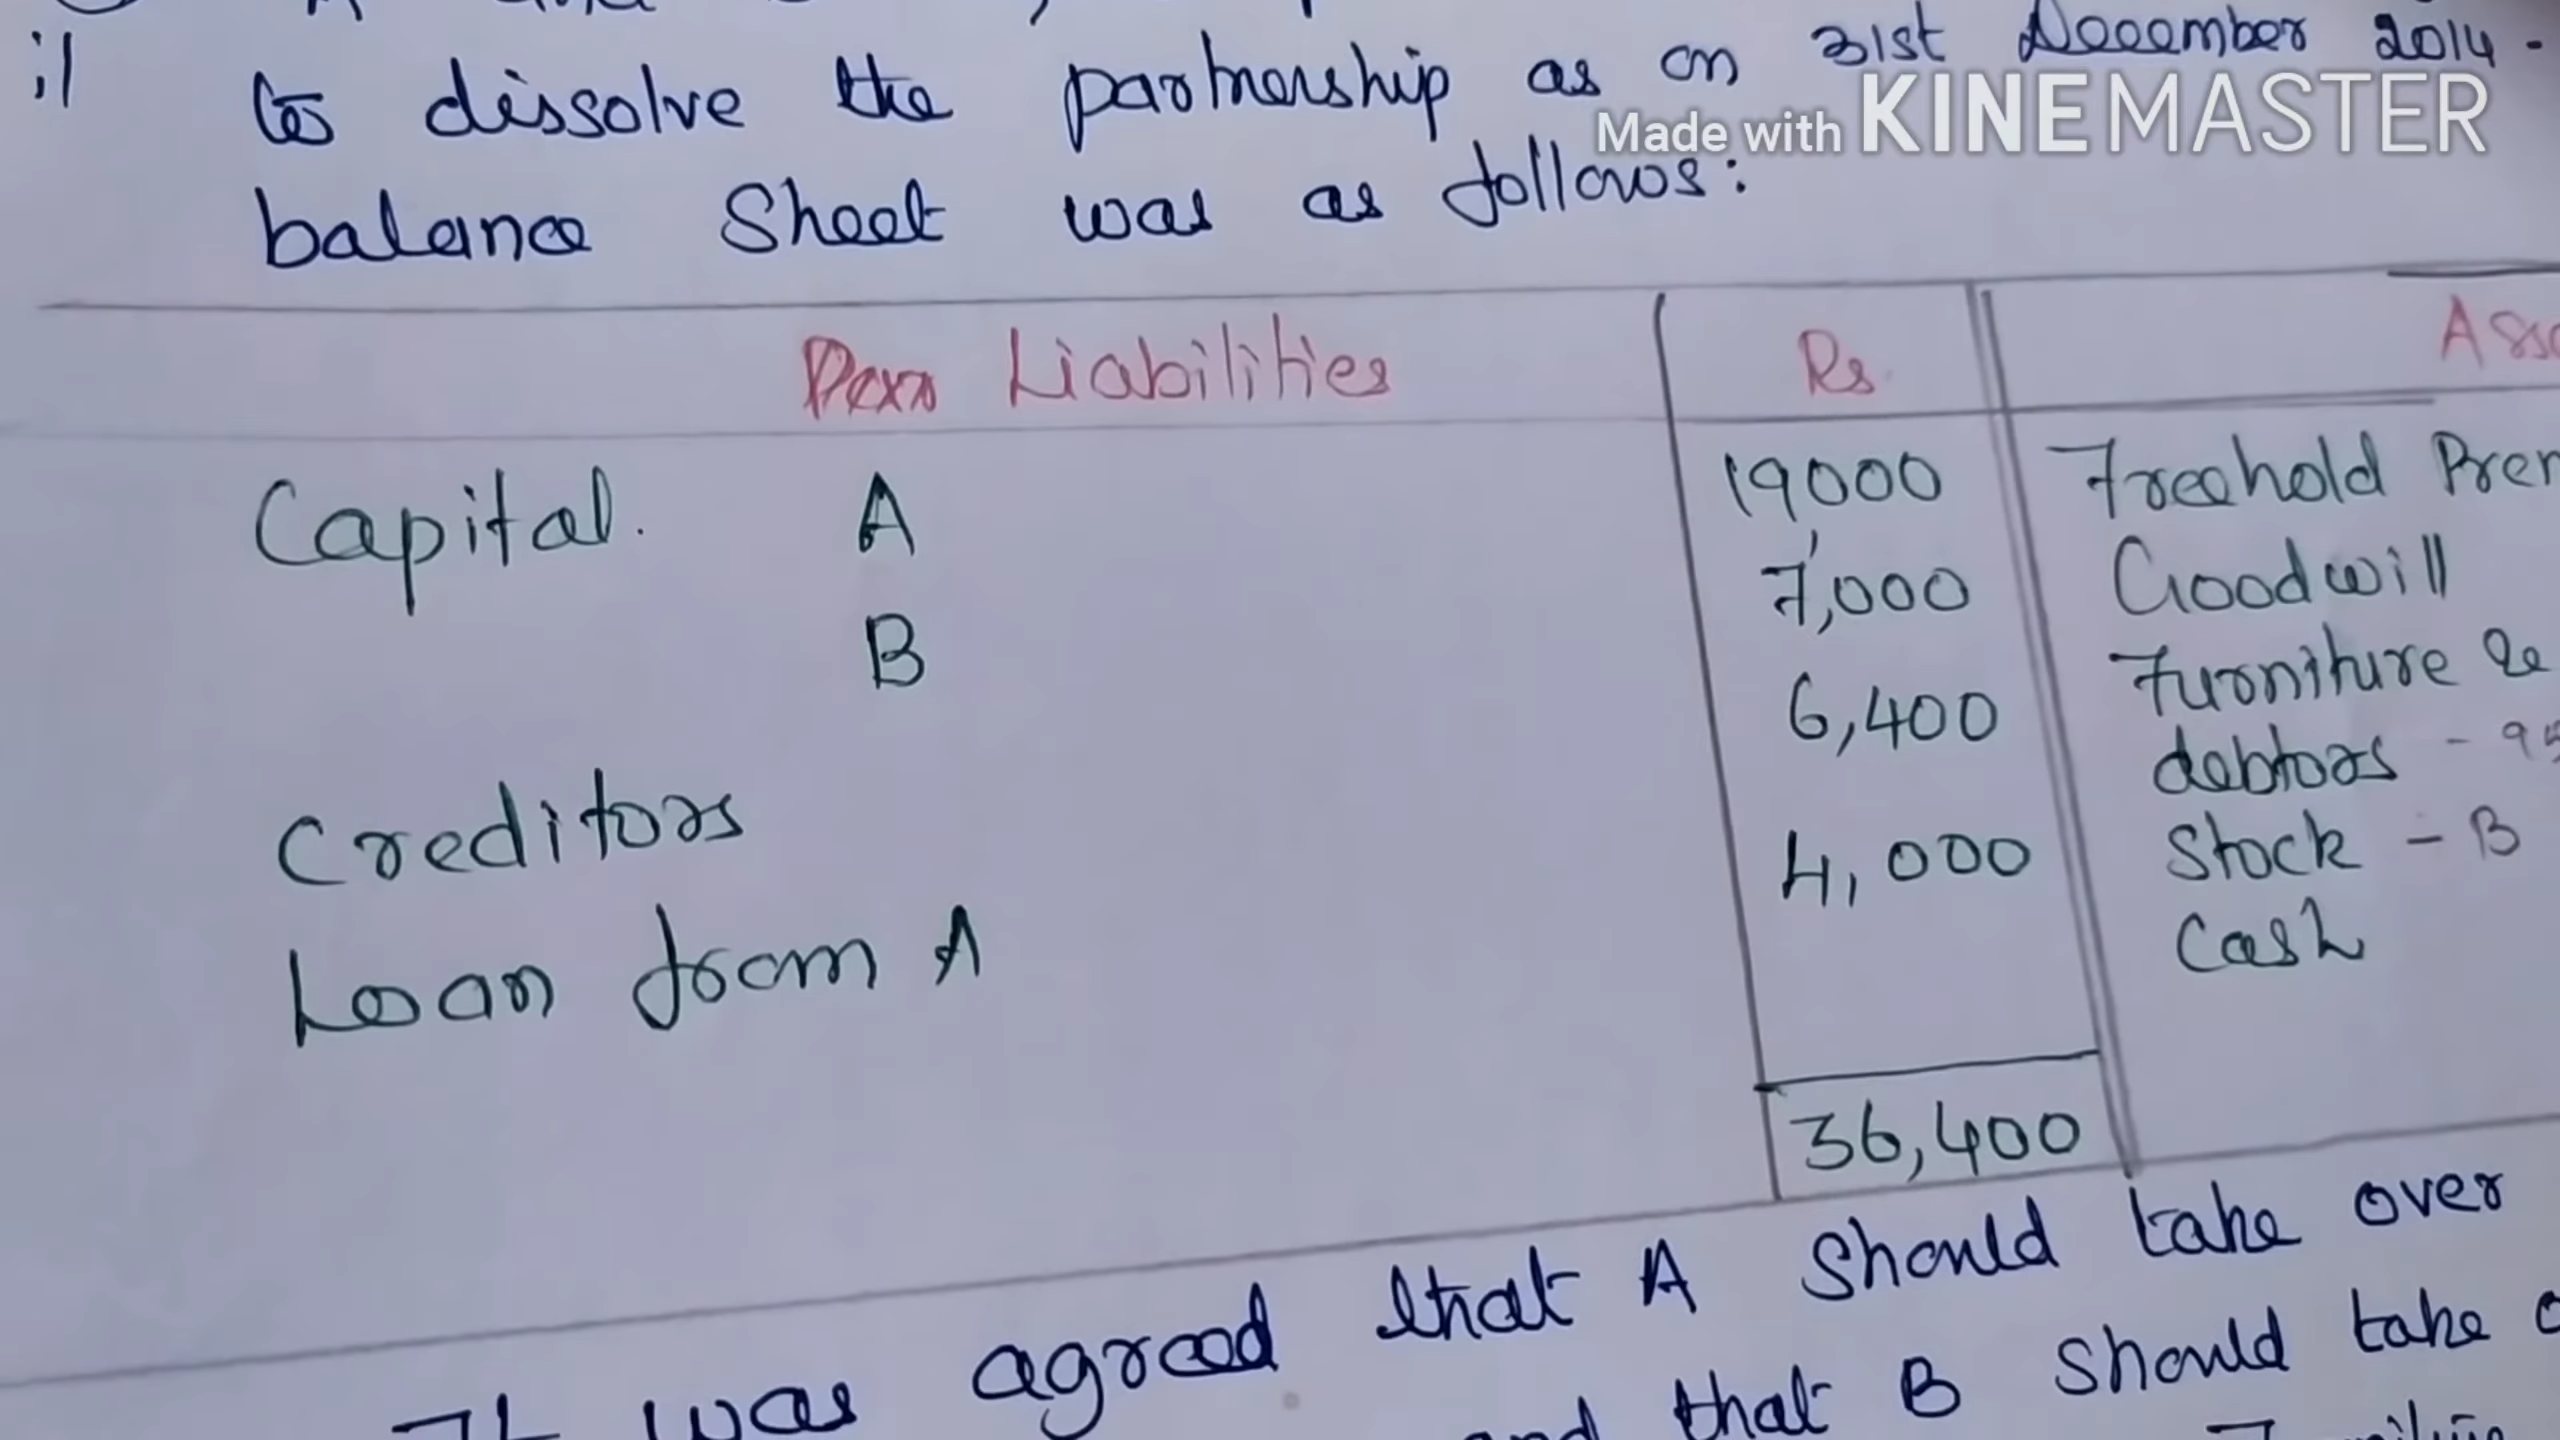 to dissolve the partnership as on 31st December 2014.
Made with KINEMASTER
balance Sheet was as follows:
Liabilities Rs
Capital. A 19000 Freehold
B 7,000 Goodwill
6,400 Furniture &
debtors
Creditors 4,000 Stock - B
Loan from A Cash
36,400
It was agreed that A Should take over
and that B Should take